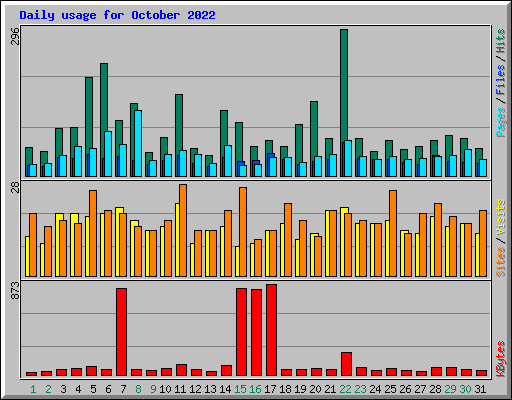 Daily usage for October 2022
296
Pages / Files / Hits
28
Sites / Visits
873
KBytes
1 2 3 4 5 6 7 8 9 10 11 12 13 14 15 16 17 18 19 20 21 22 23 24 25 26 27 28 29 30 31